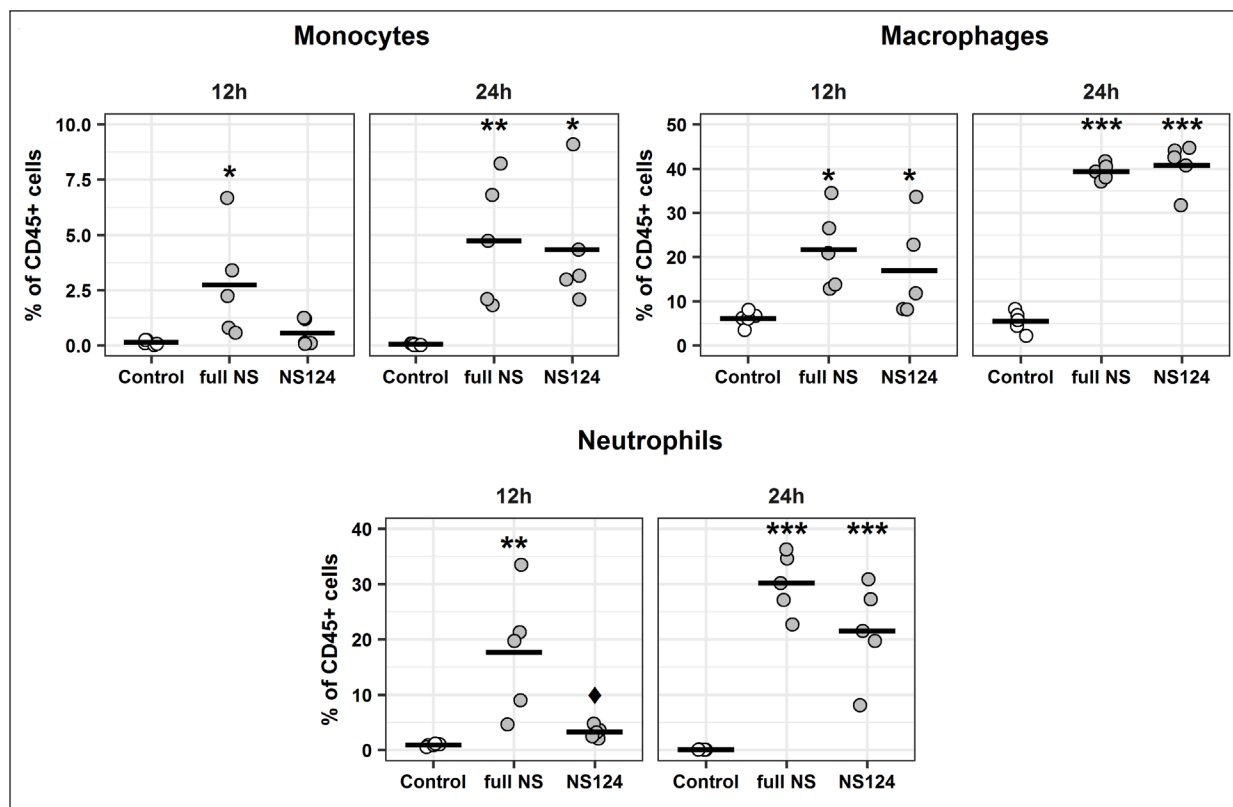 Monocytes
12h
24h
% of CD45+ cells
10.0
7.5
5.0
2.5
0.0
*
**
*
Control
full NS
NS124
Control
full NS
NS124
Macrophages
12h
24h
% of CD45+ cells
50
40
30
20
10
0
*
*
***
***
Control
full NS
NS124
Control
full NS
NS124
Neutrophils
12h
24h
% of CD45+ cells
40
30
20
10
0
**
♦
***
***
Control
full NS
NS124
Control
full NS
NS124